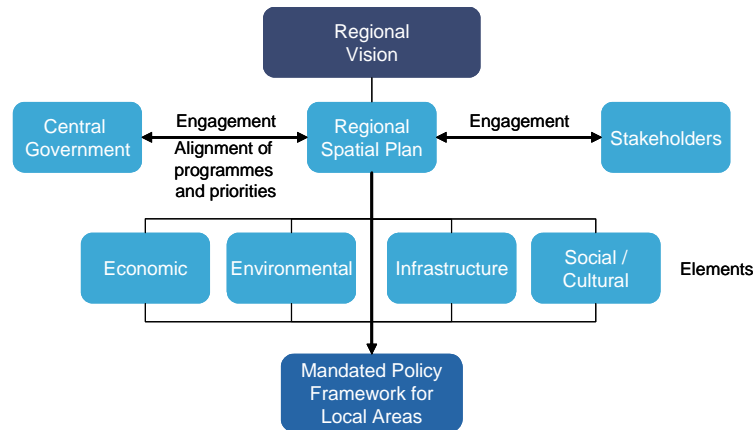 Regional
Vision
Central
Government
Engagement
Alignment of
programmes
and priorities
Regional
Spatial Plan
Engagement
Stakeholders
Economic
Environmental
Infrastructure
Social /
Cultural
Elements
Mandated Policy
Framework for
Local Areas